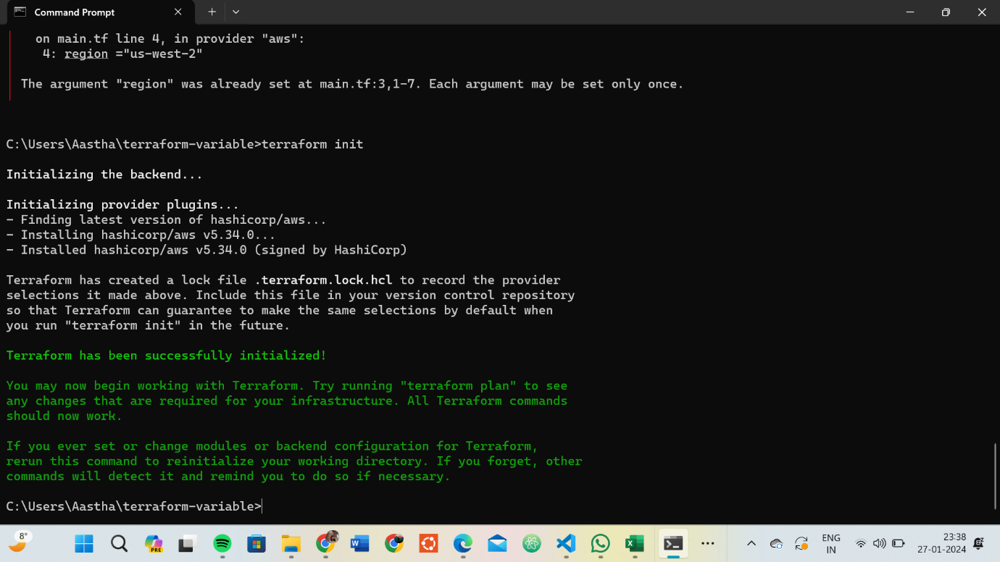 Command Prompt
on main.tf line 4, in provider "aws":
4: region ="us-west-2"
The argument "region" was already set at main.tf:3,1-7. Each argument may be set only once.
C:\Users\Aastha\terraform-variable>terraform init
Initializing the backend...
Initializing provider plugins...
- Finding latest version of hashicorp/aws...
- Installing hashicorp/aws v5.34.0...
- Installed hashicorp/aws v5.34.0 (signed by HashiCorp)
Terraform has created a lock file .terraform.lock.hcl to record the provider
selections it made above. Include this file in your version control repository
so that Terraform can guarantee to make the same selections by default when
you run "terraform init" in the future.
Terraform has been successfully initialized!
You may now begin working with Terraform. Try running "terraform plan" to see
any changes that are required for your infrastructure. All Terraform commands
should now work.
If you ever set or change modules or backend configuration for Terraform,
rerun this command to reinitialize your working directory. If you forget, other
commands will detect it and remind you to do so if necessary.
C:\Users\Aastha\terraform-variable>
8°
PRE
W
X
ENG
IN
23:38
27-01-2024